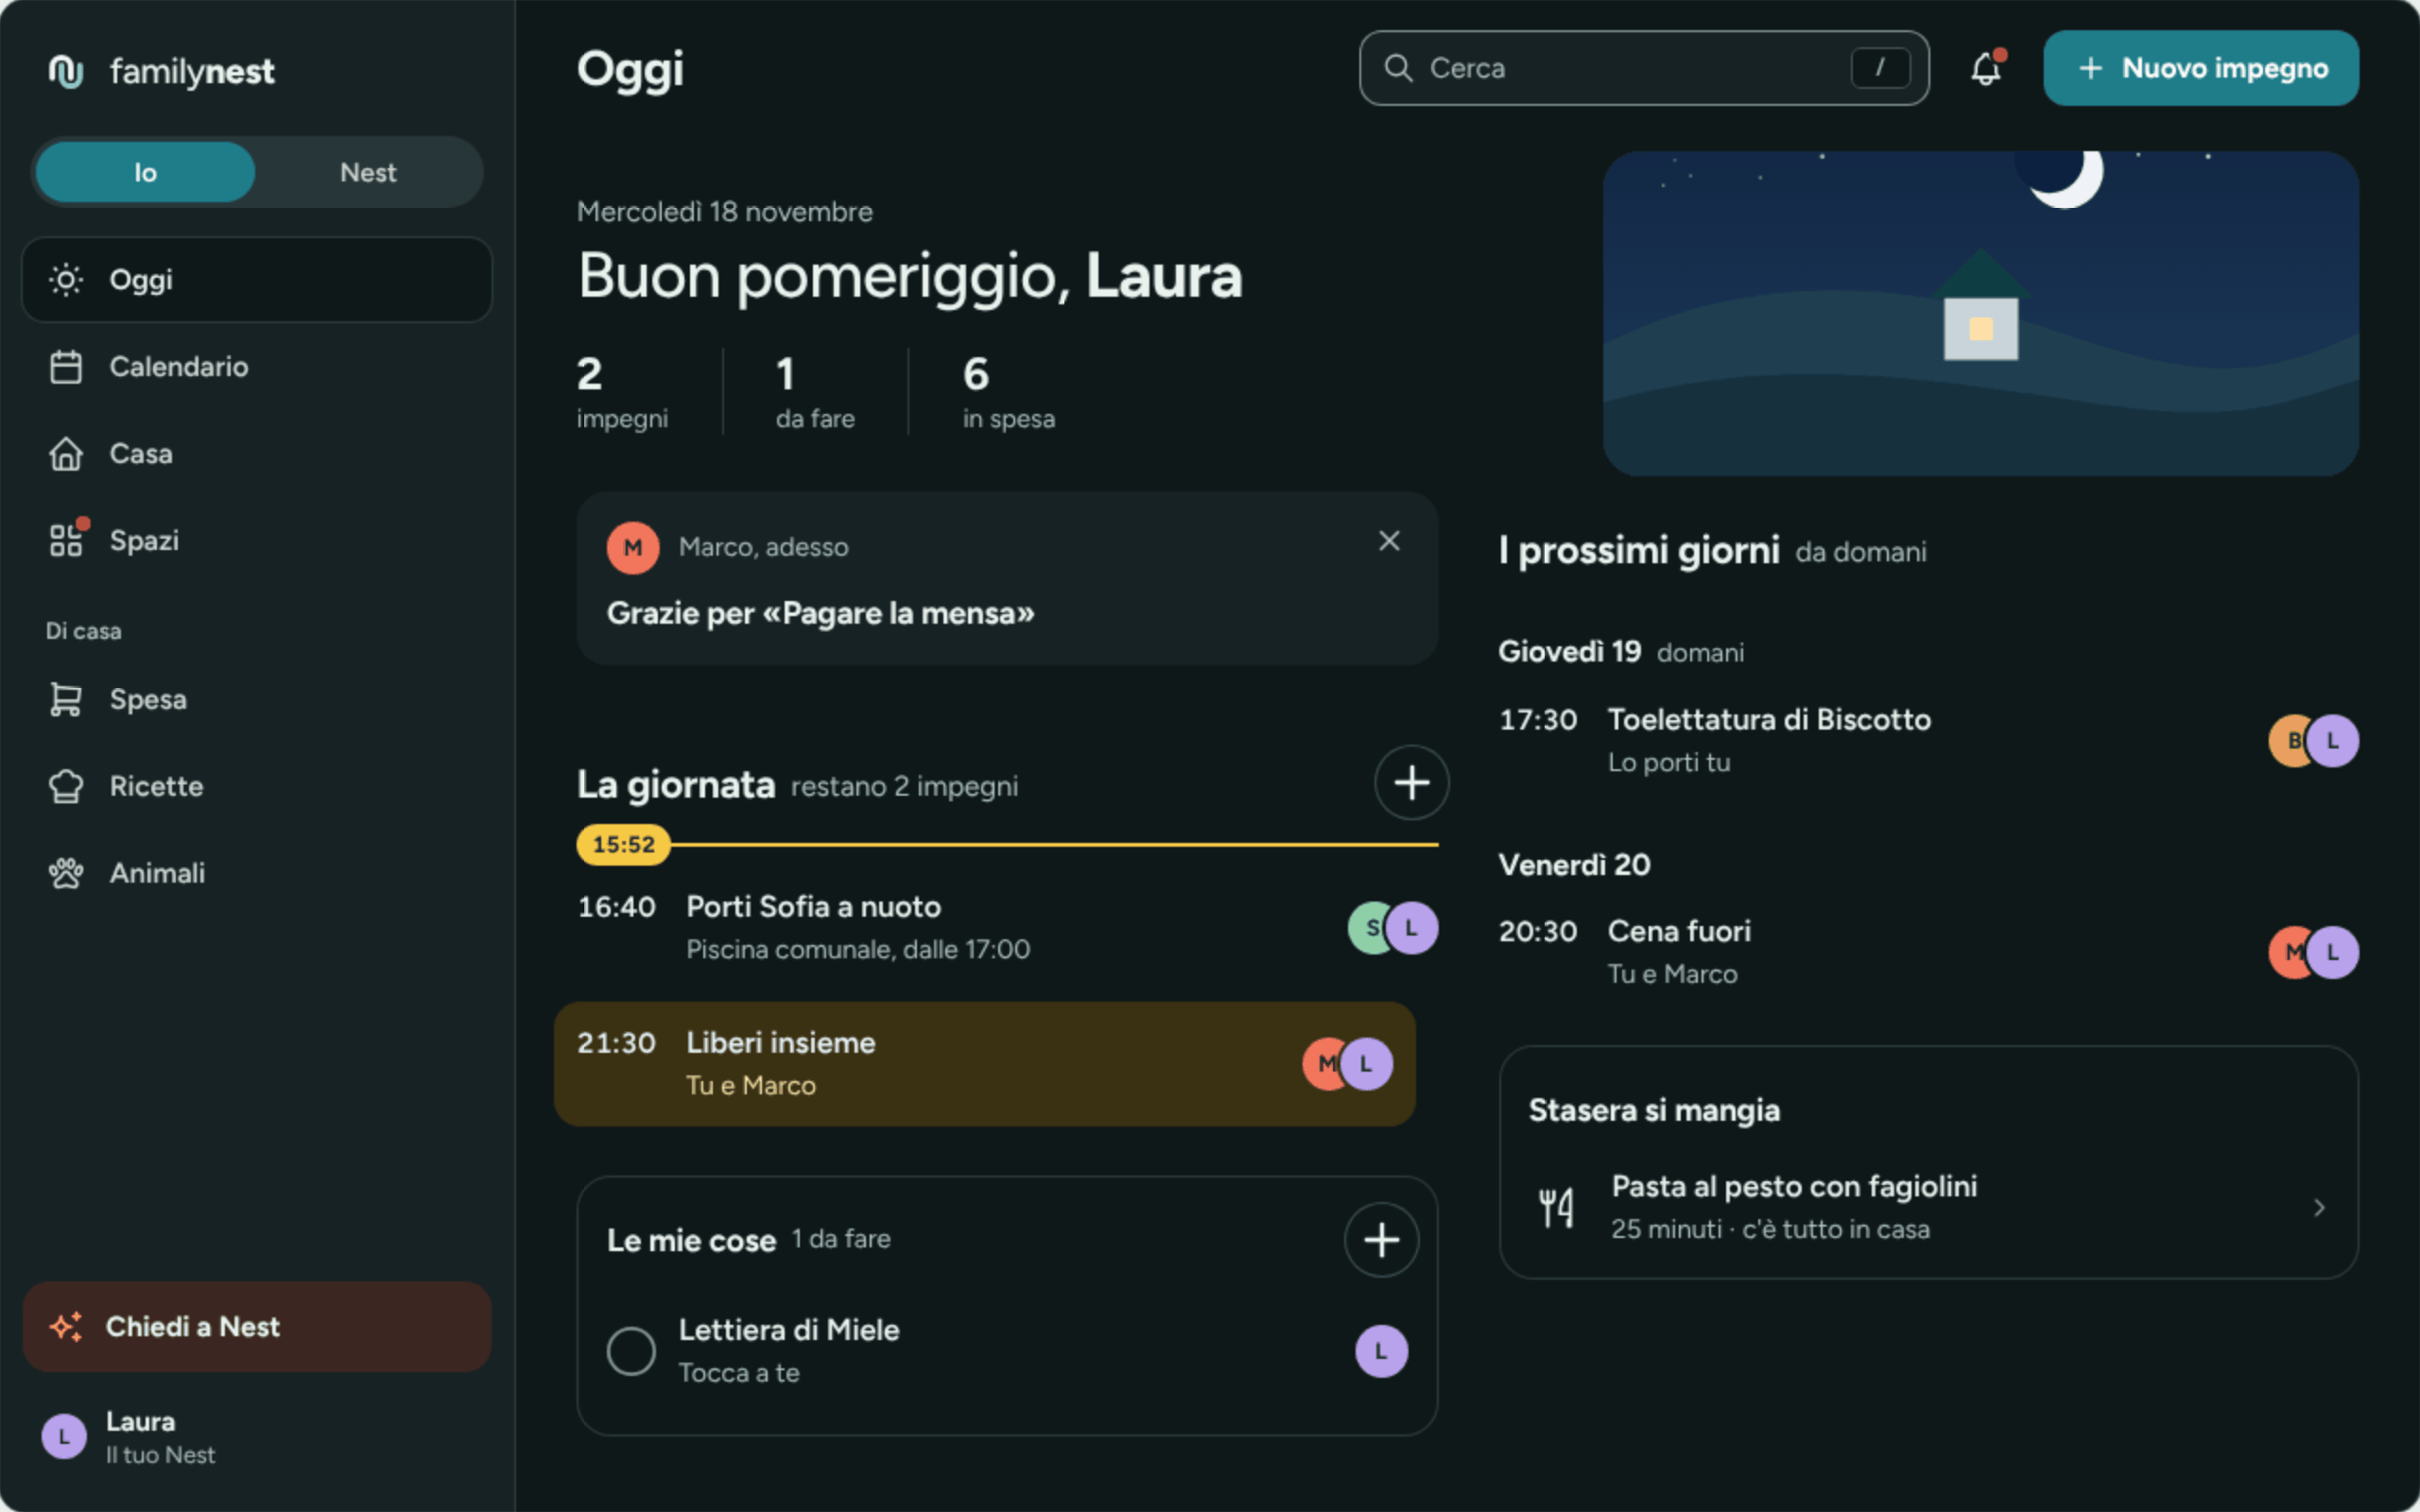 familynest
Io
Nest
Oggi
Calendario
Casa
Spazi
Di casa
Spesa
Ricette
Animali
Chiedi a Nest
L
Laura
Il tuo Nest
Oggi
Cerca
/
Nuovo impegno
Mercoledì 18 novembre
Buon pomeriggio, Laura
2
impegni
1
da fare
6
in spesa
M
Marco, adesso
Grazie per «Pagare la mensa»
La giornata restano 2 impegni
15:52
16:40 Porti Sofia a nuoto
Piscina comunale, dalle 17:00
S L
21:30 Liberi insieme
Tu e Marco
M L
Le mie cose 1 da fare
Lettiera di Miele
Tocca a te
L
I prossimi giorni da domani
Giovedì 19 domani
17:30 Toelettatura di Biscotto
Lo porti tu
B L
Venerdì 20
20:30 Cena fuori
Tu e Marco
M L
Stasera si mangia
Pasta al pesto con fagiolini
25 minuti · c'è tutto in casa